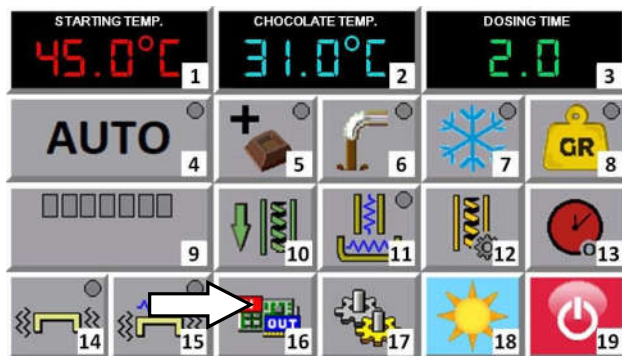 STARTING TEMP. CHOCOLATE TEMP. DOSING TIME
45.0°C 1 31.0°C 2 2.0 3
AUTO 4 5 6 7 GR 8
9 10 11 12 13
14 15 OUT 16 17 18 19